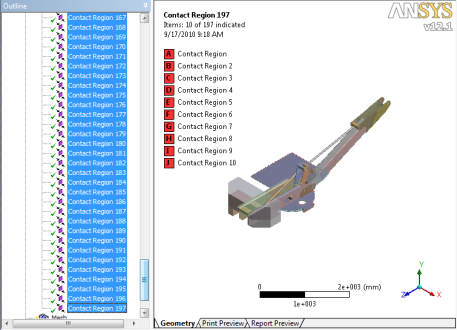 Outline
Contact Region 167
Contact Region 168
Contact Region 169
Contact Region 170
Contact Region 171
Contact Region 172
Contact Region 173
Contact Region 174
Contact Region 175
Contact Region 176
Contact Region 177
Contact Region 178
Contact Region 179
Contact Region 180
Contact Region 181
Contact Region 182
Contact Region 183
Contact Region 184
Contact Region 185
Contact Region 186
Contact Region 187
Contact Region 188
Contact Region 189
Contact Region 190
Contact Region 191
Contact Region 192
Contact Region 193
Contact Region 194
Contact Region 195
Contact Region 196
Contact Region 197
Mesh
Contact Region 197
Items: 10 of 197 indicated
9/17/2010 9:18 AM
A Contact Region
B Contact Region 2
C Contact Region 3
D Contact Region 4
E Contact Region 5
F Contact Region 6
G Contact Region 7
H Contact Region 8
I Contact Region 9
J Contact Region 10
ANSYS
v12.1
0 2e+003 (mm)
1e+003
Y
Z X
Geometry / Print Preview / Report Preview /